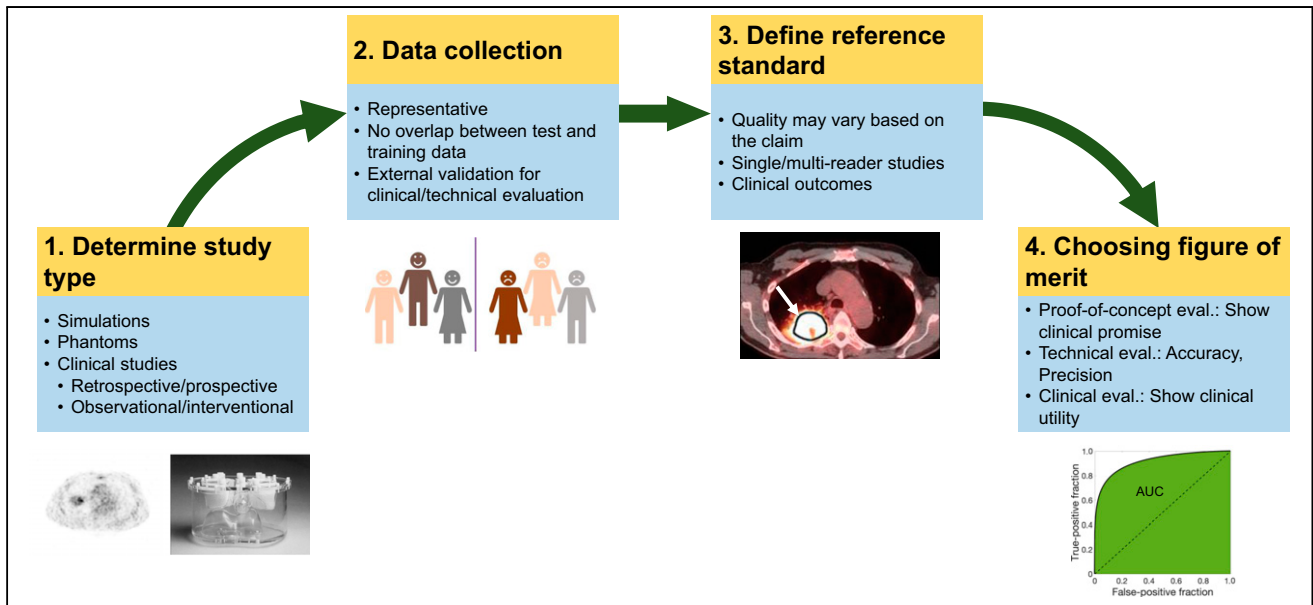 1. Determine study
type
• Simulations
• Phantoms
• Clinical studies
• Retrospective/prospective
• Observational/interventional
2. Data collection
• Representative
• No overlap between test and
training data
• External validation for
clinical/technical evaluation
3. Define reference
standard
• Quality may vary based on
the claim
• Single/multi-reader studies
• Clinical outcomes
4. Choosing figure of
merit
• Proof-of-concept eval.: Show
clinical promise
• Technical eval.: Accuracy,
Precision
• Clinical eval.: Show clinical
utility
True-positive fraction
1.0
0.8
0.6
0.4
0.2
0
AUC
0 0.2 0.4 0.6 0.8 1.0
False-positive fraction